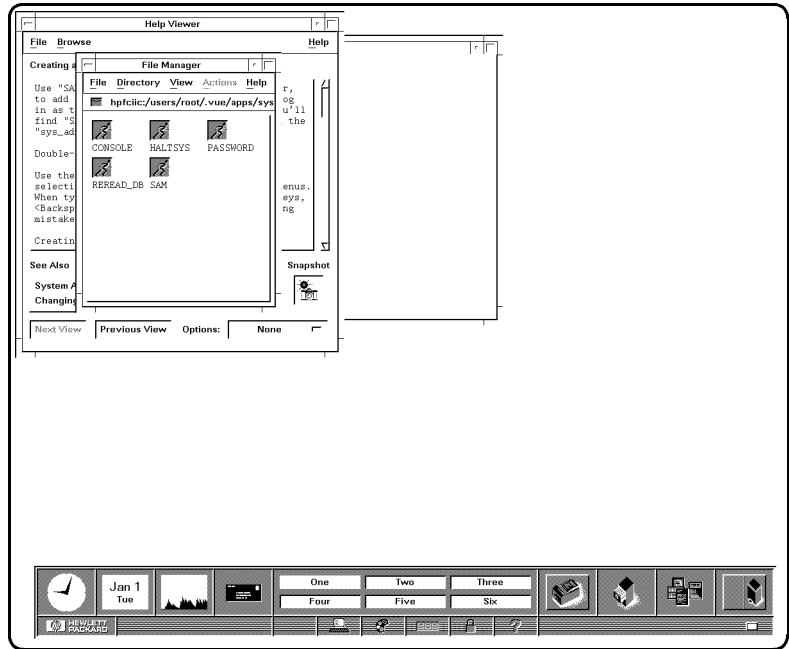 Help Viewer
File Browse Help
Creating a
Use "SA r,
to add og
in as t u'll
find "S the
"sys_ad
Double-
Use the
selecti enus.
When ty eys,
<Backsp ng
mistake
Creatin
See Also Snapshot
System A
Changing
Next View Previous View Options: None
File Manager
File Directory View Actions Help
hpfciic:/users/root/.vue/apps/sys
CONSOLE HALTSYS PASSWORD
REREAD_DB SAM
Jan 1
Tue
One Two Three
Four Five Six
hp HEWLETT
PACKARD